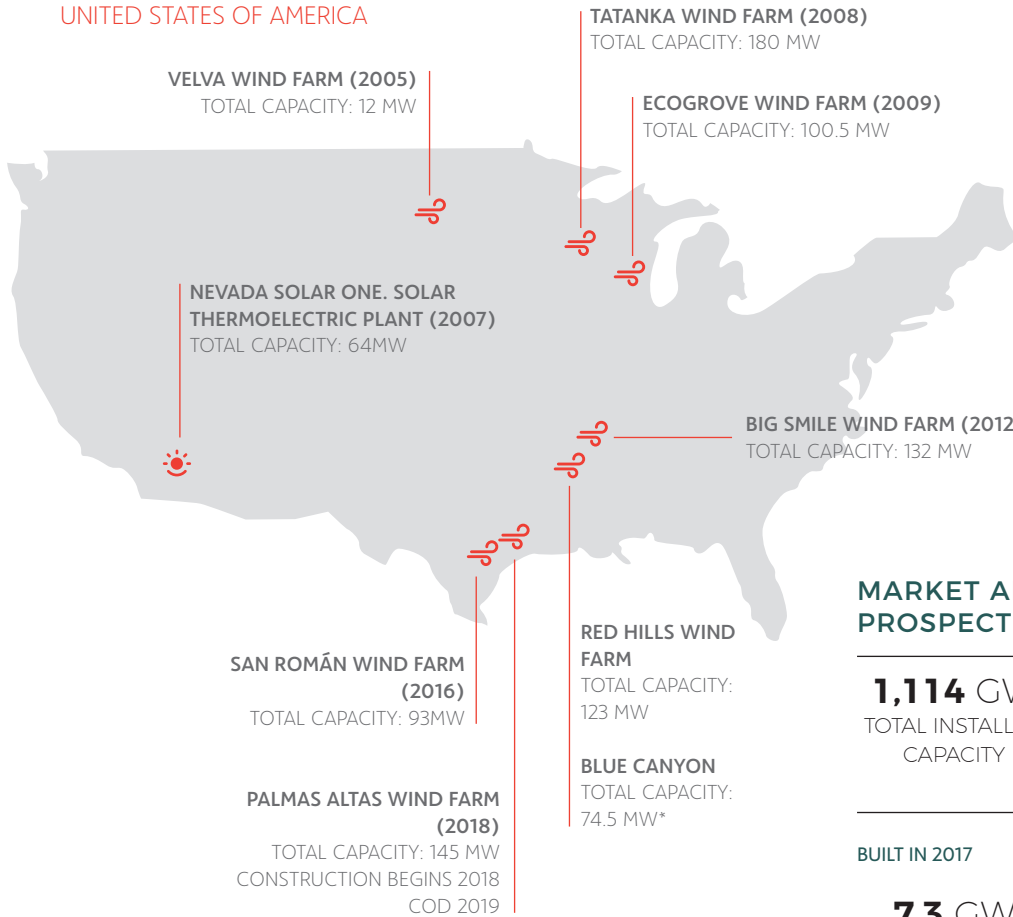 UNITED STATES OF AMERICA
TATANKA WIND FARM (2008)
TOTAL CAPACITY: 180 MW
VELVA WIND FARM (2005)
TOTAL CAPACITY: 12 MW
ECOGROVE WIND FARM (2009)
TOTAL CAPACITY: 100.5 MW
NEVADA SOLAR ONE. SOLAR
THERMOELECTRIC PLANT (2007)
TOTAL CAPACITY: 64MW
BIG SMILE WIND FARM (2012
TOTAL CAPACITY: 132 MW
SAN ROMÁN WIND FARM
(2016)
TOTAL CAPACITY: 93MW
RED HILLS WIND
FARM
TOTAL CAPACITY:
123 MW
BLUE CANYON
TOTAL CAPACITY:
74.5 MW*
PALMAS ALTAS WIND FARM
(2018)
TOTAL CAPACITY: 145 MW
CONSTRUCTION BEGINS 2018
COD 2019
MARKET A
PROSPECT
1,114 GW
TOTAL INSTALL
CAPACITY
BUILT IN 2017
7.3 GW